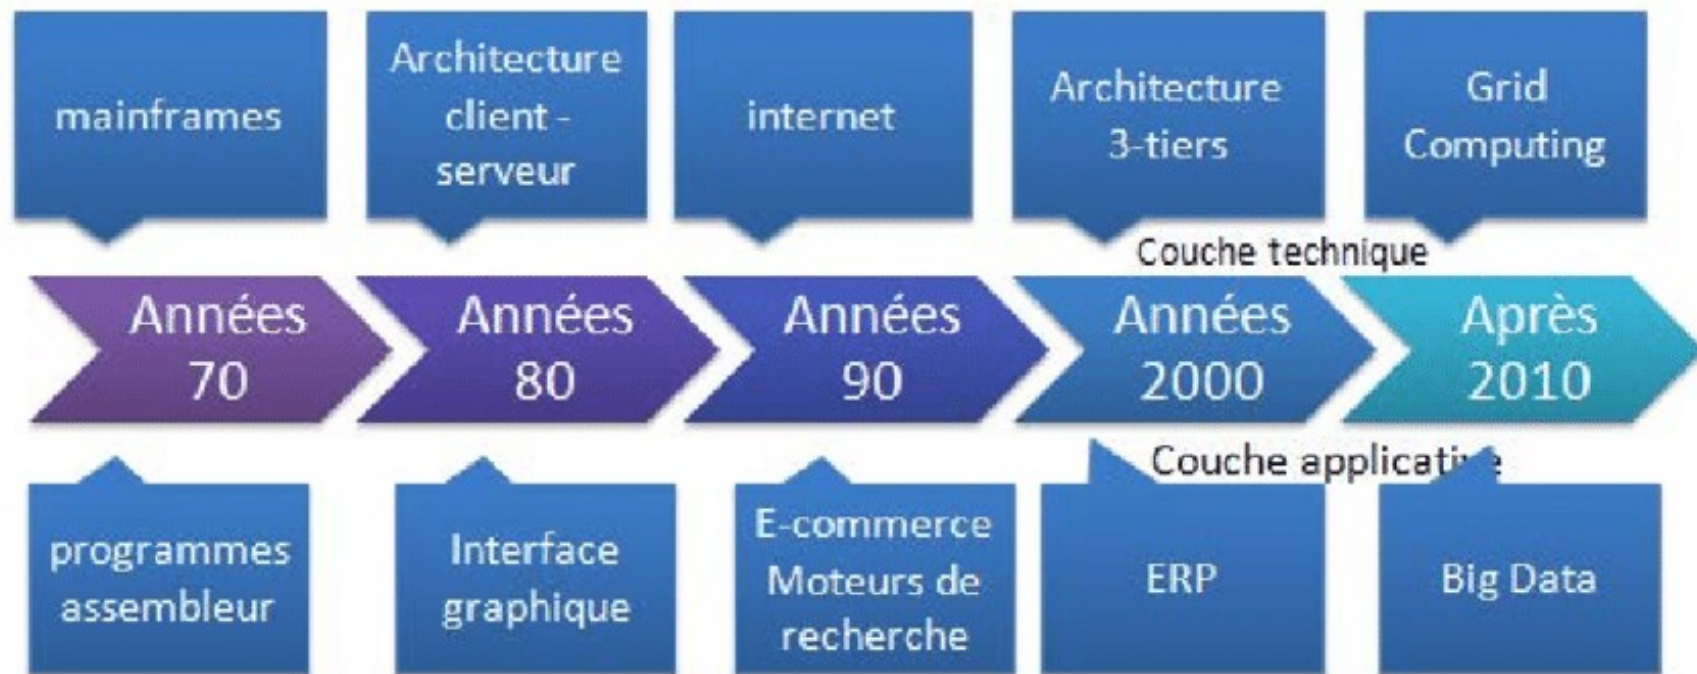 mainframes
Architecture
client -
serveur
internet
Architecture
3-tiers
Grid
Computing
Couche technique
Années
70
Années
80
Années
90
Années
2000
Après
2010
Couche applicative
programmes
assembleur
Interface
graphique
E-commerce
Moteurs de
recherche
ERP
Big Data